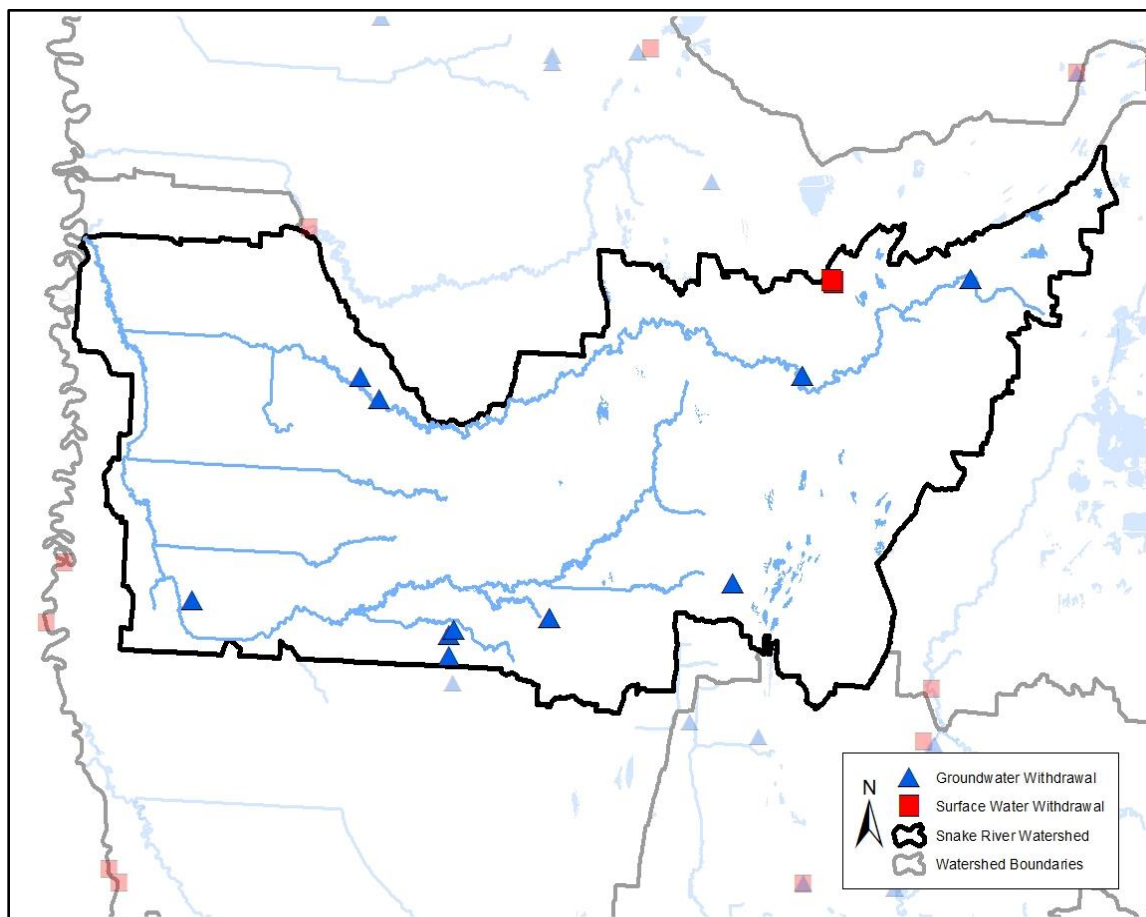 N
Groundwater Withdrawal
Surface Water Withdrawal
Snake River Watershed
Watershed Boundaries